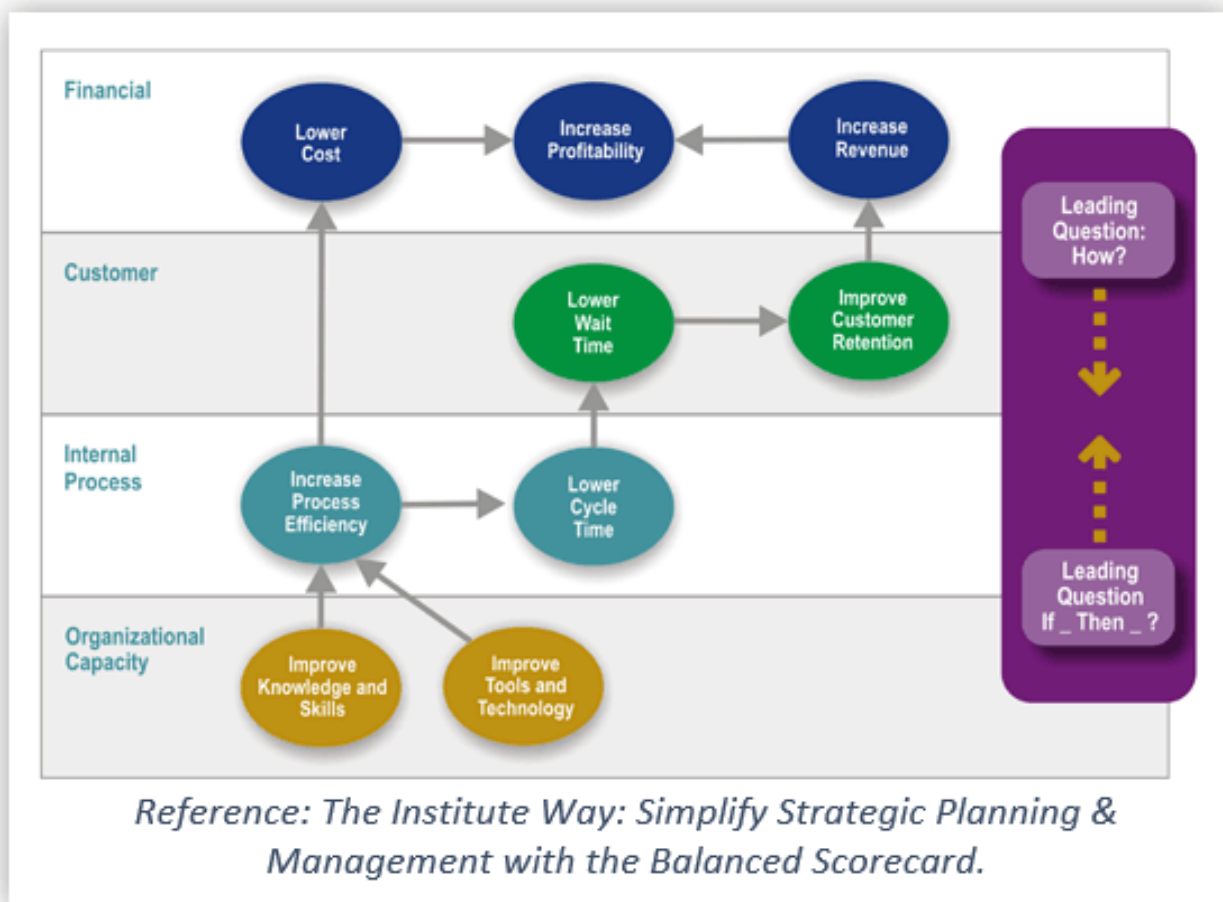 Financial
Lower
Cost
Increase
Profitability
Increase
Revenue
Customer
Lower
Wait
Time
Improve
Customer
Retention
Internal
Process
Increase
Process
Efficiency
Lower
Cycle
Time
Organizational
Capacity
Improve
Knowledge and
Skills
Improve
Tools and
Technology
Leading
Question:
How?
Leading
Question
If _ Then _ ?
Reference: The Institute Way: Simplify Strategic Planning &
Management with the Balanced Scorecard.